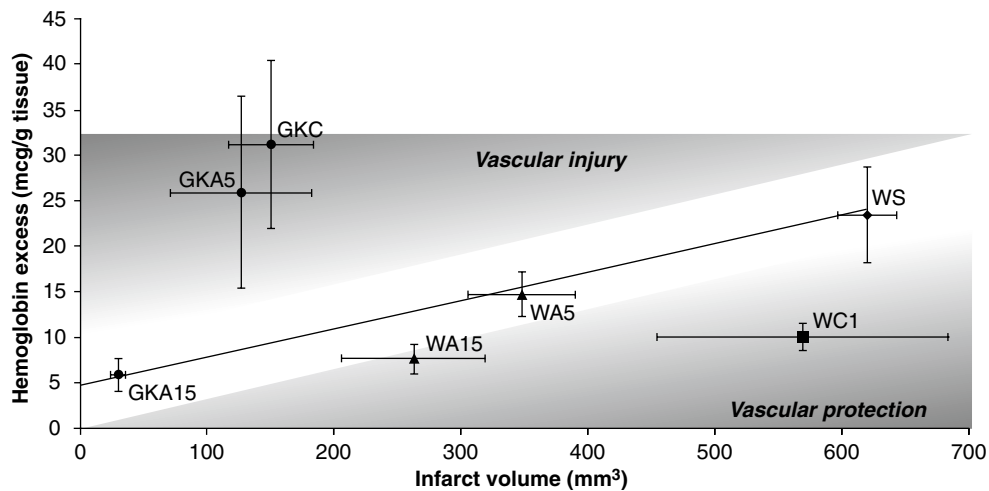 45
40
35
30
25
20
15
10
5
0
Hemoglobin excess (mcg/g tissue)
GKC
GKA5
Vascular injury
WS
WA5
WC1
WA15
GKA15
Vascular protection
0 100 200 300 400 500 600 700
Infarct volume (mm³)